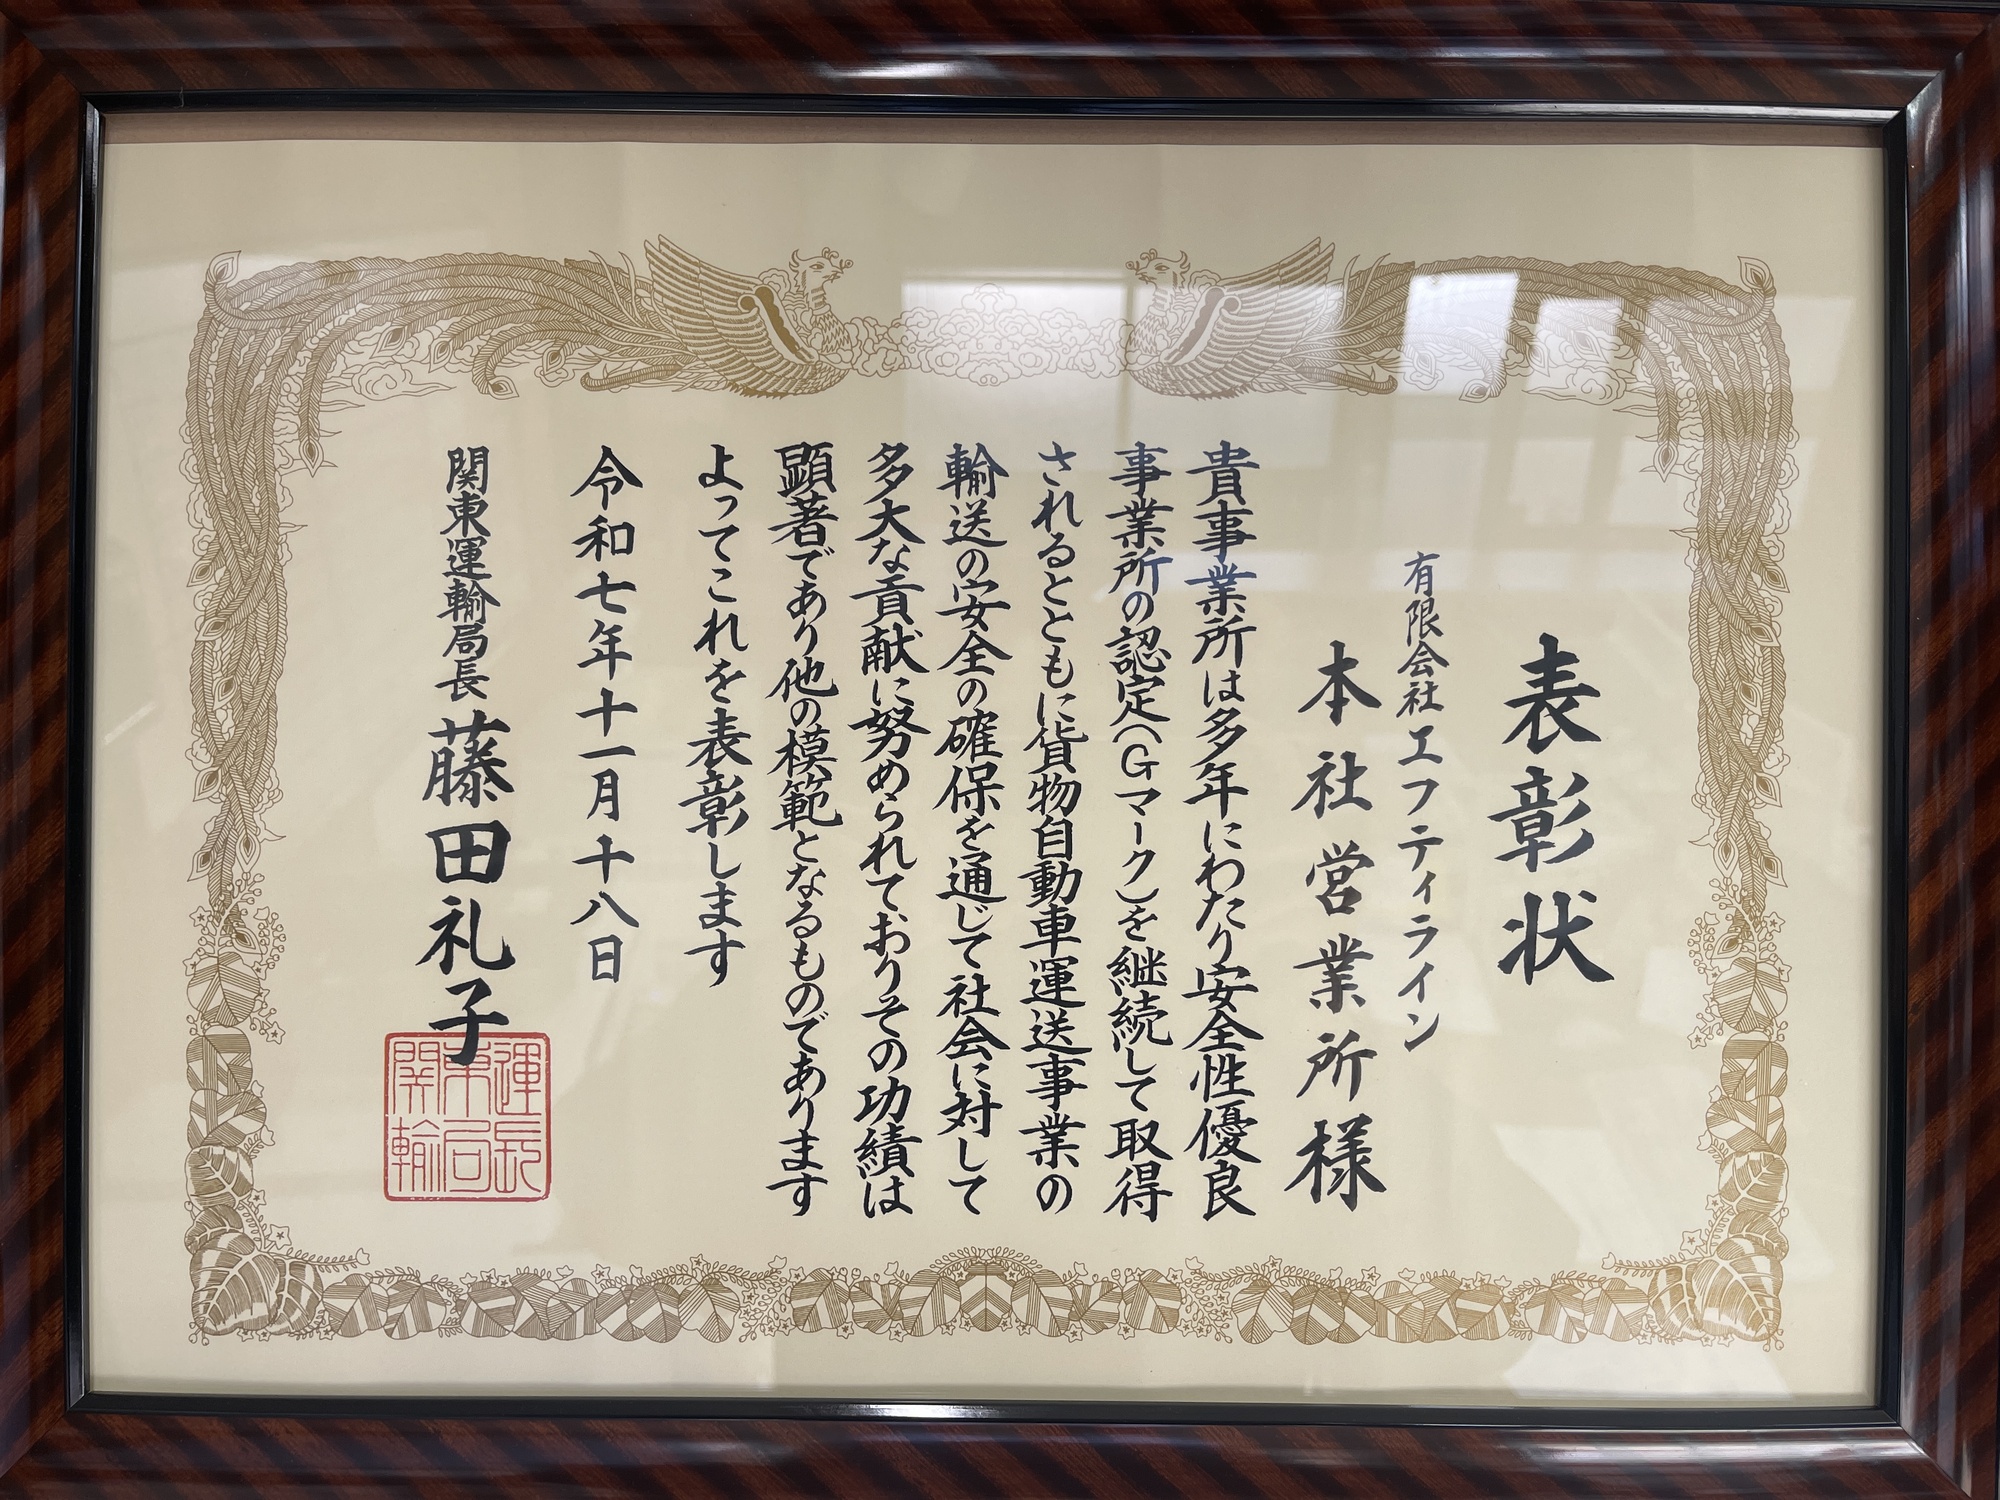 表彰状
有限会社エフティライン
本社営業所様
貴事業所は多年にわたり安全性優良
事業所の認定(Gマーク)を継続して取得
されるとともに貨物自動車運送事業の
輸送の安全の確保を通じて社会に対して
多大な貢献に努められておりその功績は
顕著であり他の模範となるものであります
よってこれを表彰します
令和七年十一月十八日
関東運輸局長 藤田礼子
関東運輸局長